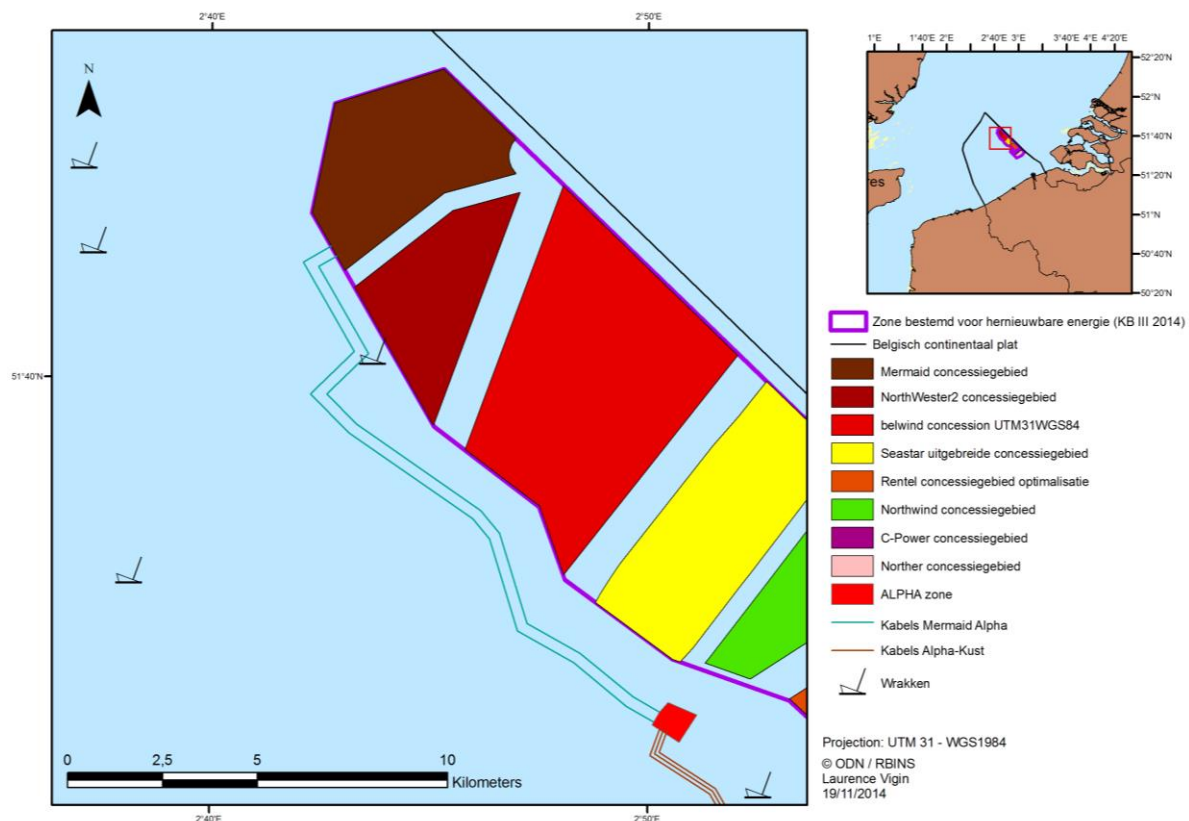 2°40'E
2°50'E
N
51°40'N
51°40'N
0
2,5
5
10
Kilometers
2°40'E
2°50'E
1°E
1°40'E
2°E
2°40'E
3°E
3°40'E
4°20'E
52°20'N
52°N
51°40'N
51°20'N
51°N
50°40'N
50°20'N
res
Zone bestemd voor hernieuwbare energie (KB III 2014)
Belgisch continentaal plat
Mermaid concessiegebied
NorthWester2 concessiegebied
belwind concession UTM31WGS84
Seastar uitgebreide concessiegebied
Rentel concessiegebied optimalisatie
Northwind concessiegebied
C-Power concessiegebied
Norther concessiegebied
ALPHA zone
Kabels Mermaid Alpha
Kabels Alpha-Kust
Wrakken
Projection: UTM 31 - WGS1984
© ODN / RBINS
Laurence Vigin
19/11/2014